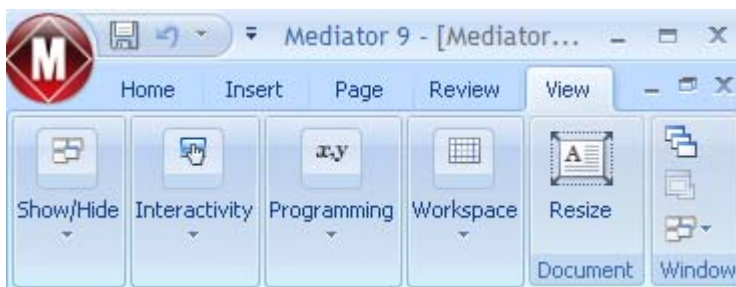 M
Mediator 9 - [Mediator...
Home Insert Page Review View
x,y
A
Show/Hide Interactivity Programming Workspace Resize
Document Window